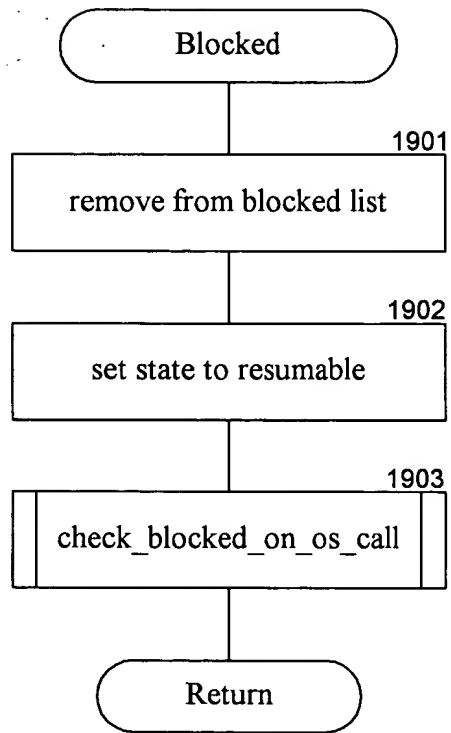 Blocked
1901
remove from blocked list
1902
set state to resumable
1903
check_blocked_on_os_call
Return